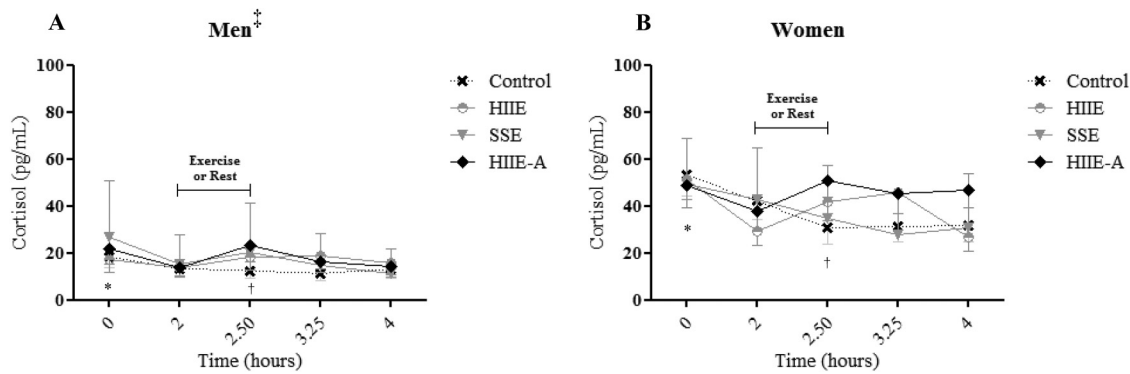 A
Men‡
100
80
60
40
20
0
Cortisol (pg/mL)
Exercise
or Rest
*
†
0
2
2.50
3.25
4
Time (hours)
Control
HIIE
SSE
HIIE-A
B
Women
100
80
60
40
20
0
Cortisol (pg/mL)
Exercise
or Rest
*
†
0
2
2.50
3.25
4
Time (hours)
Control
HIIE
SSE
HIIE-A